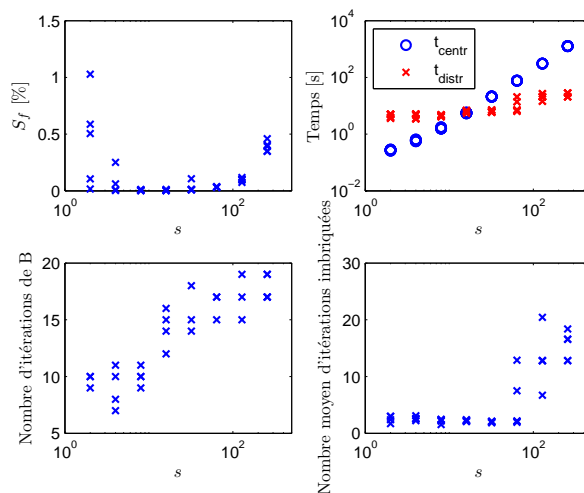 1.5
1
0.5
0
S_f [%]
10^0
10^2
s
10^4
10^2
10^0
10^−2
Temps [s]
t_centr
t_distr
10^0
10^2
s
20
15
10
5
Nombre d'itérations de B
10^0
10^2
s
30
20
10
0
Nombre moyen d'itérations imbriquées
10^0
10^2
s